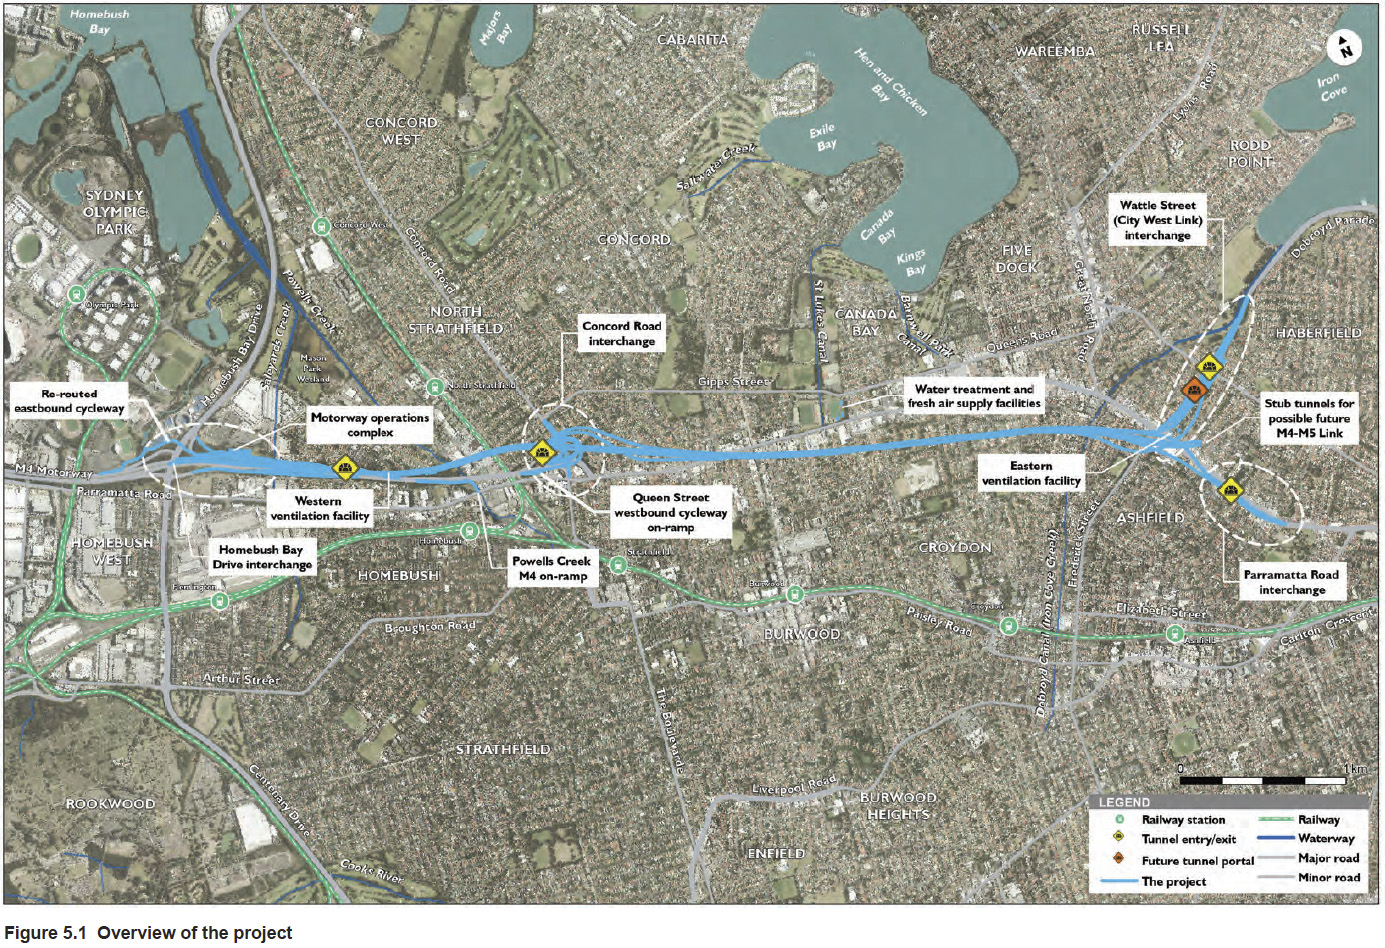 Homebush
Bay
Majors
Bay
CABARITA
WAREEMBA
RUSSELL
LEA
N
Hen and Chicken
Bay
Iron
Cove
Lyons Road
CONCORD
WEST
Exile
Bay
RODD
POINT
Saltwater Creek
SYDNEY
OLYMPIC
PARK
Wattle Street
(City West Link)
interchange
Concord West
Concord Road
CONCORD
Canada
Bay
Kings
Bay
FIVE
DOCK
Dobroyd Parade
Olympic Park
Powells Creek
Great North
Road
NORTH
STRATHFIELD
St Lukes Canal
CANADA
BAY
Barnwell Park
Canal
Homebush Bay Drive
Saleyards Creek
Concord Road
interchange
Queens Road
HABERFIELD
Mason
Park
Wetland
North Strathfield
Gipps Street
Re-routed
eastbound cycleway
Motorway operations
complex
Water treatment and
fresh air supply facilities
Stub tunnels for
possible future
M4-M5 Link
M4 Motorway
Parramatta Road
Western
ventilation facility
Queen Street
westbound cycleway
on-ramp
Eastern
ventilation facility
ASHFIELD
HOMEBUSH
WEST
Homebush Bay
Drive interchange
Homebush
Strathfield
Powells Creek
M4 on-ramp
CROYDON
Frederick Street
Dobroyd Canal (Iron Cove Creek)
Parramatta Road
interchange
Flemington
HOMEBUSH
Burwood
Croydon
Elizabeth Street
Paisley Road
Ashfield
Carlton Crescent
Broughton Road
BURWOOD
Arthur Street
The Boulevarde
STRATHFIELD
Centenary Drive
Liverpool Road
BURWOOD
HEIGHTS
ROOKWOOD
ENFIELD
Cooks River
0
1km
LEGEND
Railway station
Railway
Tunnel entry/exit
Waterway
Future tunnel portal
Major road
The project
Minor road
Figure 5.1 Overview of the project